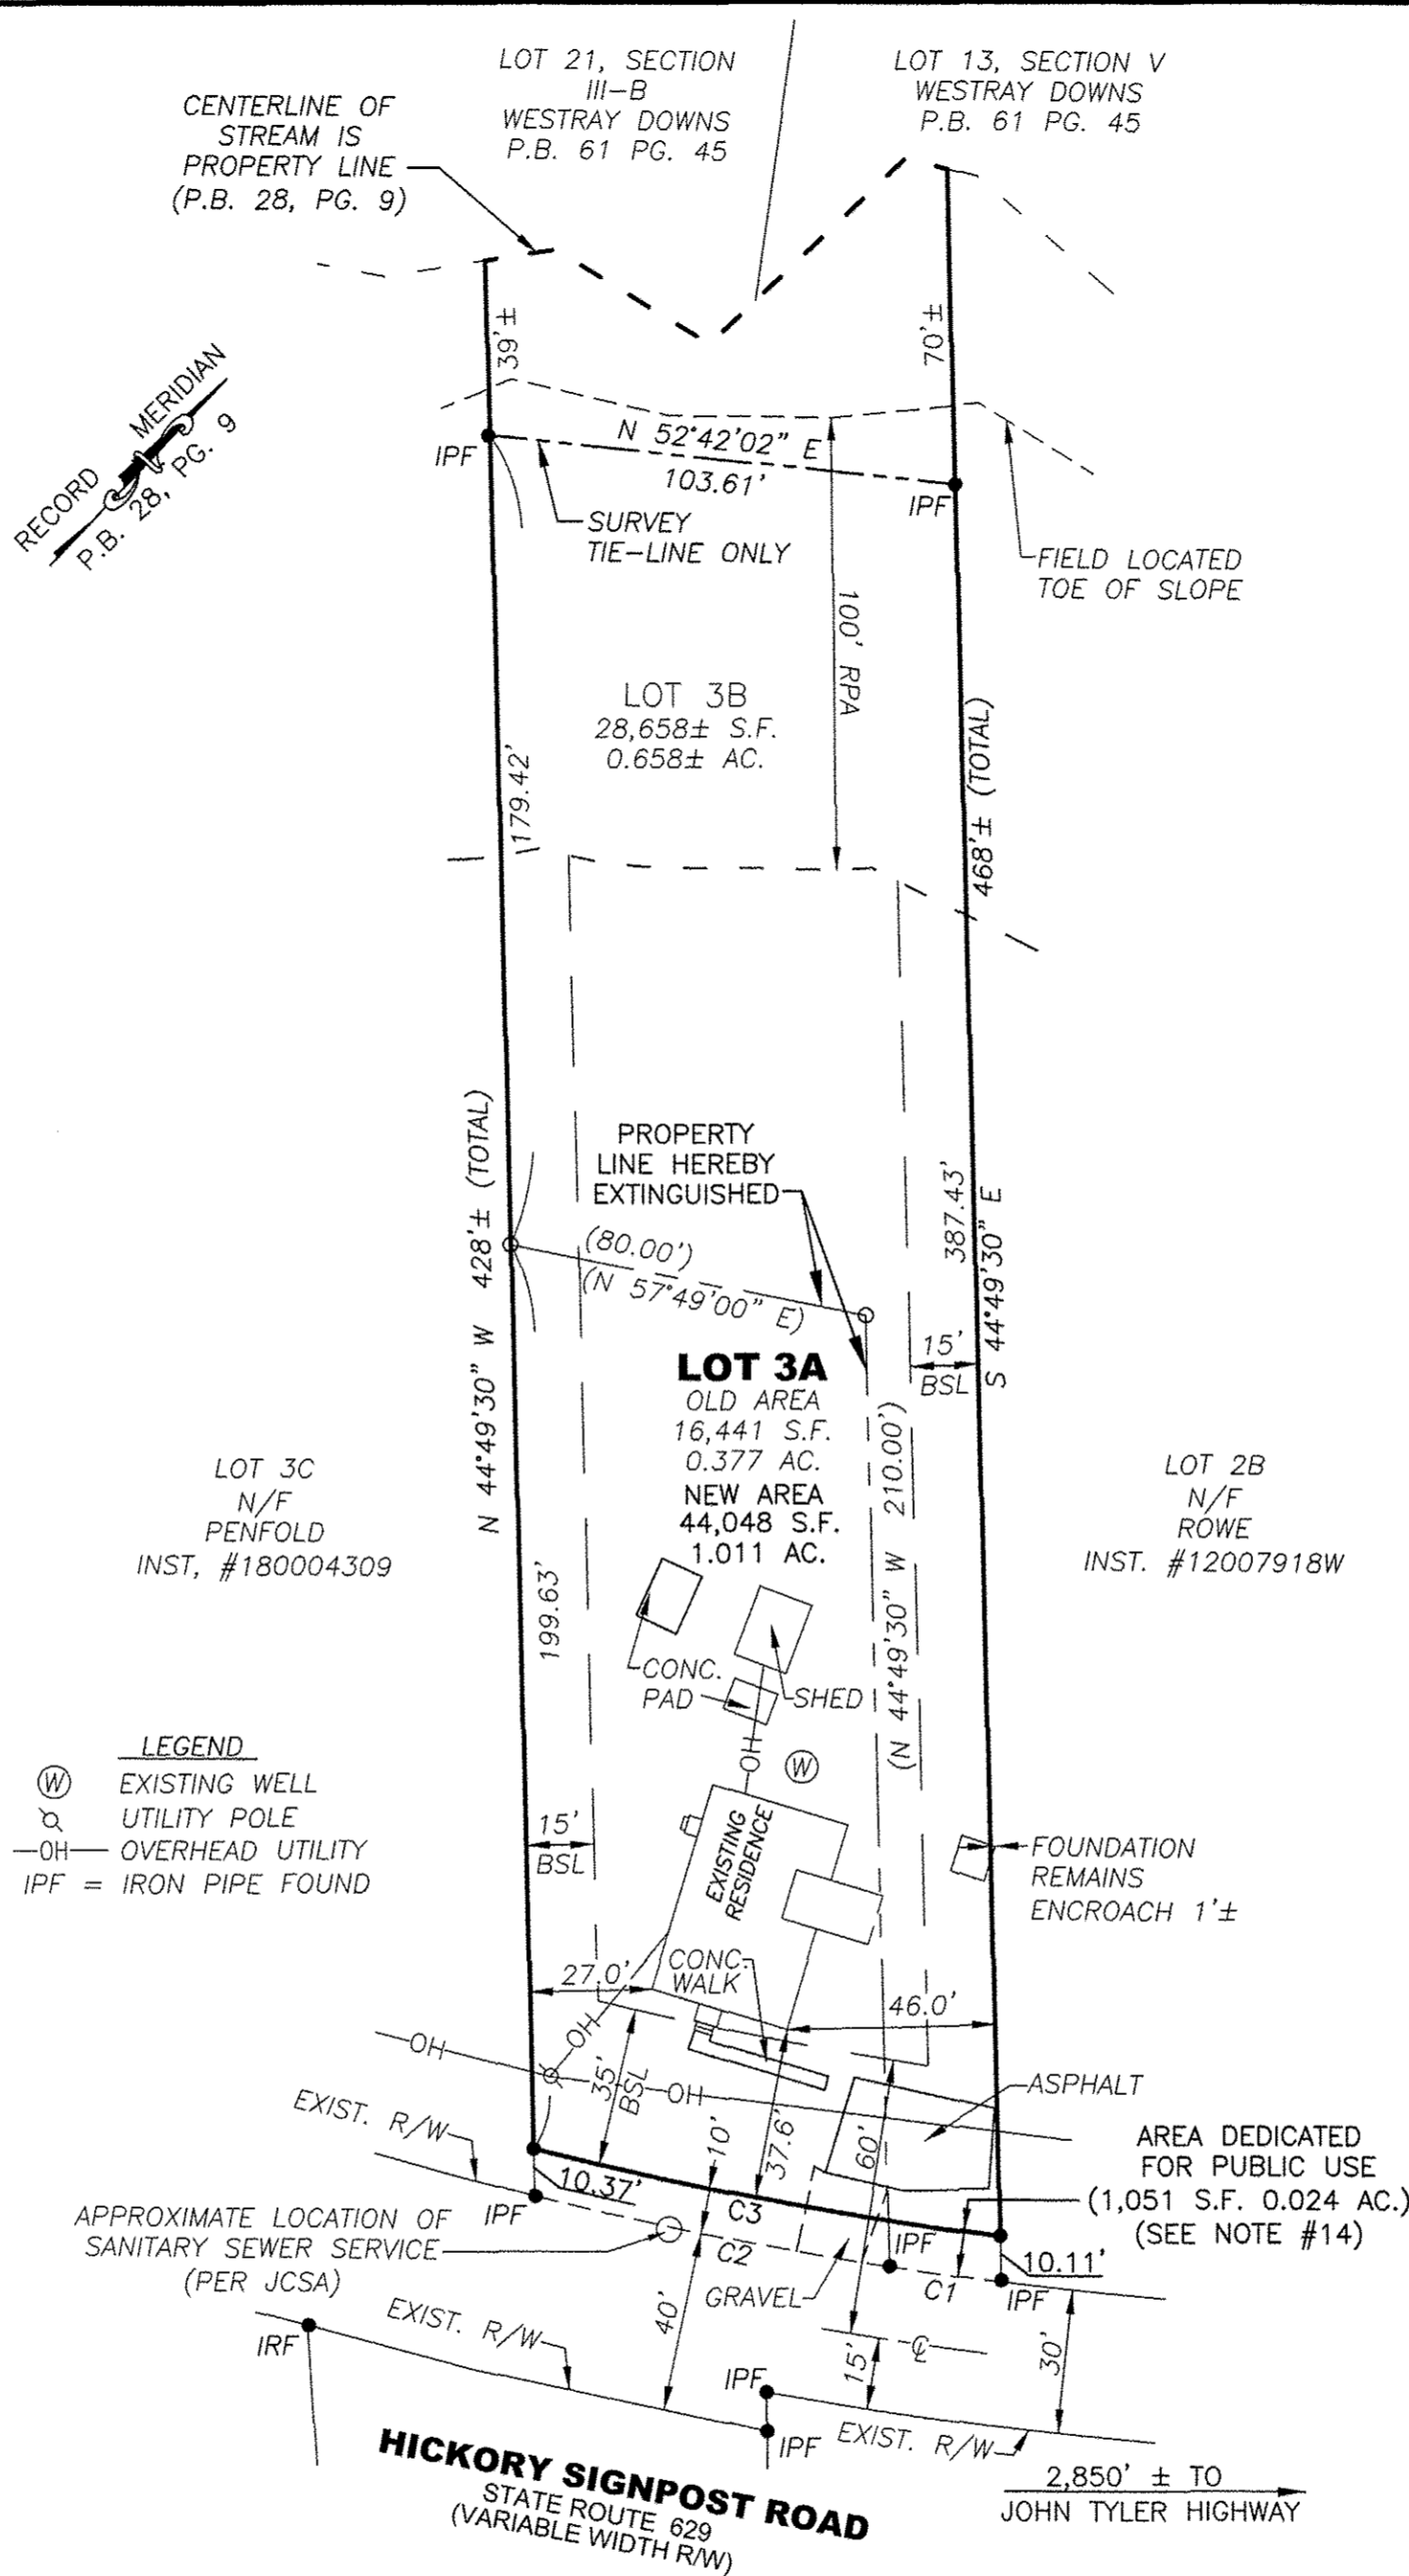 LOT 21, SECTION
III-B
WESTRAY DOWNS
P.B. 61 PG. 45
LOT 13, SECTION V
WESTRAY DOWNS
P.B. 61 PG. 45
CENTERLINE OF
STREAM IS
PROPERTY LINE
(P.B. 28, PG. 9)
39'±
70'±
RECORD MERIDIAN
P.B. 28, PG. 9
IPF
N 52°42'02" E
103.61'
IPF
SURVEY
TIE-LINE ONLY
FIELD LOCATED
TOE OF SLOPE
100' RPA
LOT 3B
28,658± S.F.
0.658± AC.
179.42'
468'± (TOTAL)
N 44°49'30" W 428'± (TOTAL)
PROPERTY
LINE HEREBY
EXTINGUISHED
387.43'
S 44°49'30" E
(80.00')
(N 57°49'00" E)
15'
BSL
LOT 3A
OLD AREA
16,441 S.F.
0.377 AC.
NEW AREA
44,048 S.F.
1.011 AC.
(N 44°49'30" W 210.00')
LOT 3C
N/F
PENFOLD
INST, #180004309
LOT 2B
N/F
ROWE
INST. #12007918W
199.63'
CONC.
PAD
SHED
OH
W
LEGEND
W EXISTING WELL
UTILITY POLE
OH OVERHEAD UTILITY
IPF = IRON PIPE FOUND
15'
BSL
EXISTING
RESIDENCE
FOUNDATION
REMAINS
ENCROACH 1'±
27.0'
CONC.
WALK
46.0'
OH
OH
OH
35'
BSL
ASPHALT
EXIST. R/W
10'
37.6'
60'
AREA DEDICATED
FOR PUBLIC USE
(1,051 S.F. 0.024 AC.)
(SEE NOTE #14)
10.37'
IPF
C3
C2
IPF
C1
10.11'
IPF
APPROXIMATE LOCATION OF
SANITARY SEWER SERVICE
(PER JCSA)
GRAVEL
EXIST. R/W
IRF
40'
15'
℄
30'
IPF
IPF
EXIST. R/W
HICKORY SIGNPOST ROAD
STATE ROUTE 629
(VARIABLE WIDTH R/W)
2,850' ± TO
JOHN TYLER HIGHWAY